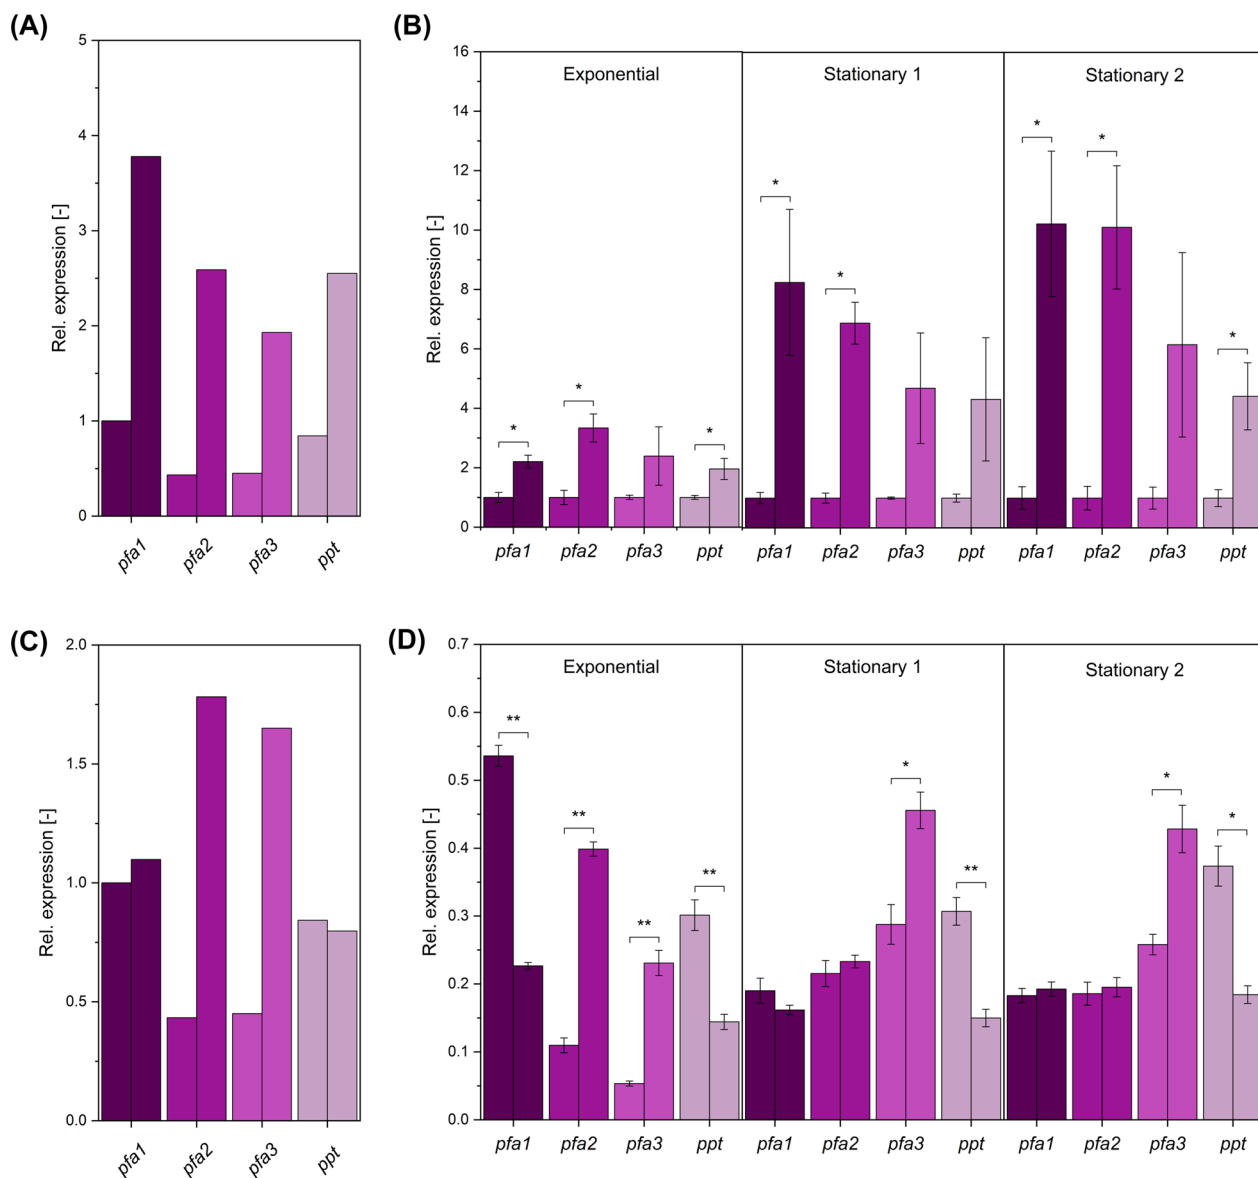 (A)
5
4
3
2
1
0
Rel. expression [-]
pfa1 pfa2 pfa3 ppt
(B)
16
14
12
10
8
6
4
2
0
Rel. expression [-]
Exponential Stationary 1 Stationary 2
* * *
* * * *
* *
pfa1 pfa2 pfa3 ppt pfa1 pfa2 pfa3 ppt pfa1 pfa2 pfa3 ppt
(C)
2.0
1.5
1.0
0.5
0.0
Rel. expression [-]
pfa1 pfa2 pfa3 ppt
(D)
0.7
0.6
0.5
0.4
0.3
0.2
0.1
0.0
Rel. expression [-]
Exponential Stationary 1 Stationary 2
** ** ** ** * ** * *
pfa1 pfa2 pfa3 ppt pfa1 pfa2 pfa3 ppt pfa1 pfa2 pfa3 ppt